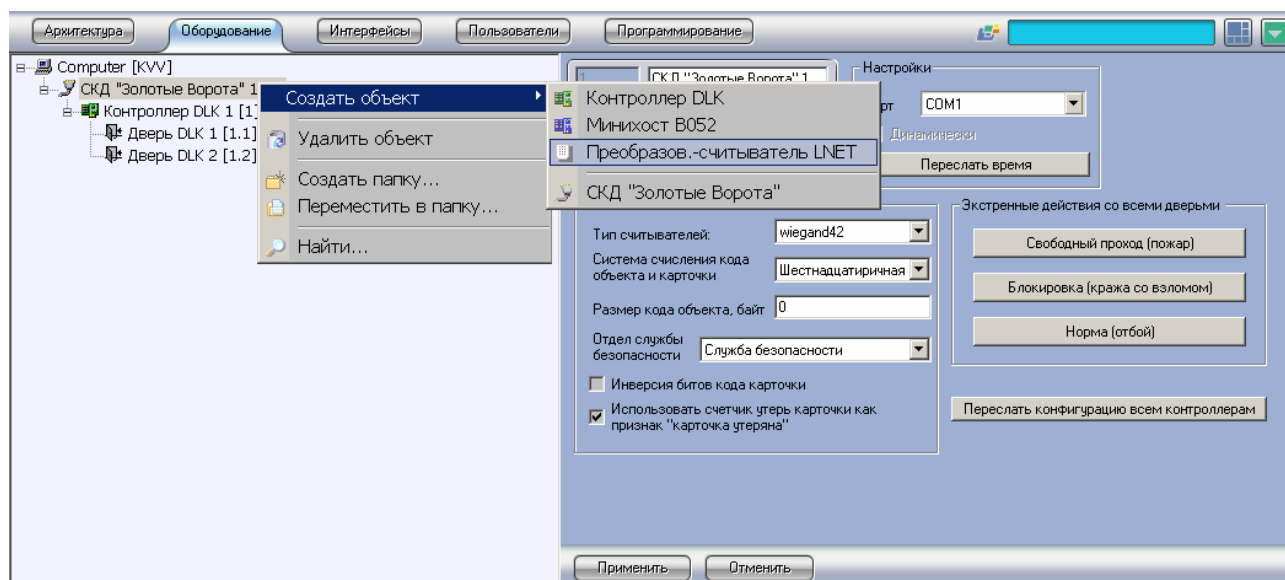 Архитектура Оборудование Интерфейсы Пользователи Программирование
Computer [KVV]
СКД "Золотые Ворота" 1
Контроллер DLK 1 [1]
Дверь DLK 1 [1.1]
Дверь DLK 2 [1.2]
Создать объект
Удалить объект
Создать папку...
Переместить в папку...
Найти...
Контроллер DLK
Минихост B052
Преобразов.-считыватель LNET
СКД "Золотые Ворота"
1 СКД "Золотые Ворота" 1
Настройки
рт COM1
Динамически
Переслать время
Тип считывателей: wiegand42
Система счисления кода
объекта и карточки Шестнадцатиричная
Размер кода объекта, байт 0
Отдел службы
безопасности Служба безопасности
Инверсия битов кода карточки
Использовать счетчик утерь карточки как
признак "карточка утеряна"
Экстренные действия со всеми дверьми
Свободный проход (пожар)
Блокировка (кража со взломом)
Норма (отбой)
Переслать конфигурацию всем контроллерам
Применить Отменить